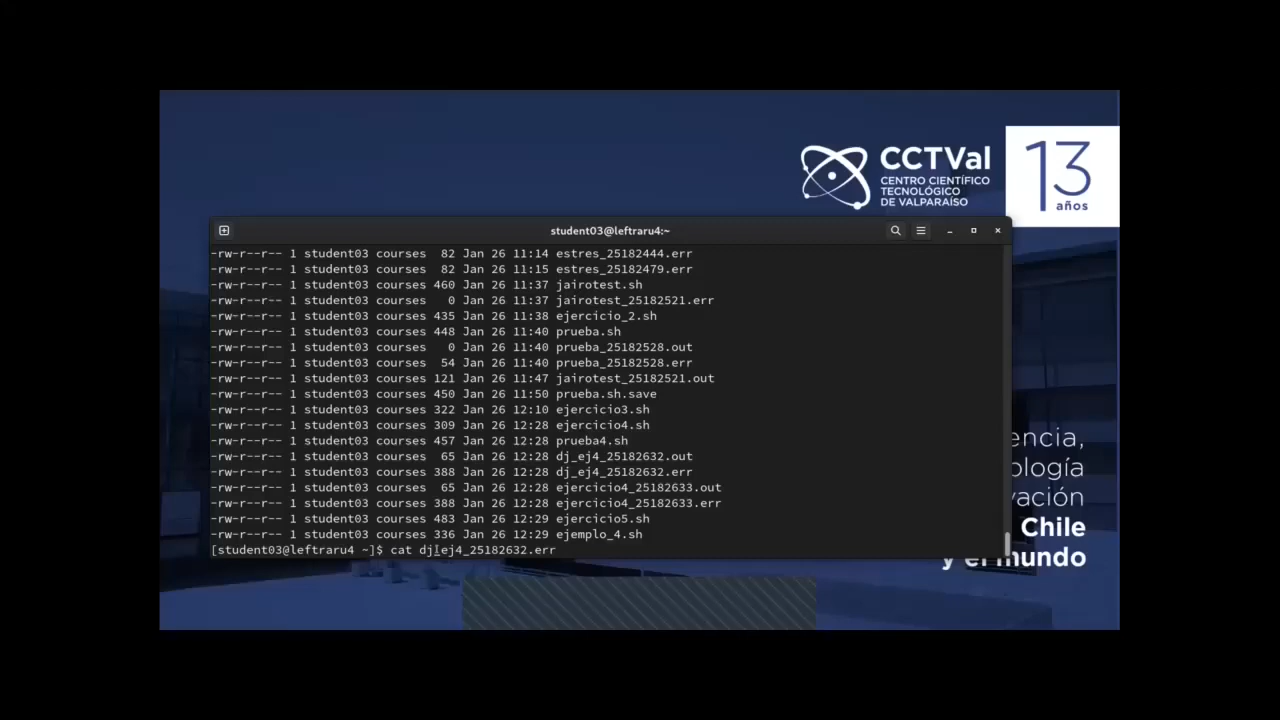 CCTVal
CENTRO CIENTÍFICO
TECNOLÓGICO
DE VALPARAÍSO
13
años
student03@leftraru4:~
-rw-r--r-- 1 student03 courses  82 Jan 26 11:14 estres_25182444.err
-rw-r--r-- 1 student03 courses  82 Jan 26 11:15 estres_25182479.err
-rw-r--r-- 1 student03 courses 460 Jan 26 11:37 jairotest.sh
-rw-r--r-- 1 student03 courses   0 Jan 26 11:37 jairotest_25182521.err
-rw-r--r-- 1 student03 courses 435 Jan 26 11:38 ejercicio_2.sh
-rw-r--r-- 1 student03 courses 448 Jan 26 11:40 prueba.sh
-rw-r--r-- 1 student03 courses   0 Jan 26 11:40 prueba_25182528.out
-rw-r--r-- 1 student03 courses  54 Jan 26 11:40 prueba_25182528.err
-rw-r--r-- 1 student03 courses 121 Jan 26 11:47 jairotest_25182521.out
-rw-r--r-- 1 student03 courses 450 Jan 26 11:50 prueba.sh.save
-rw-r--r-- 1 student03 courses 322 Jan 26 12:10 ejercicio3.sh
-rw-r--r-- 1 student03 courses 309 Jan 26 12:28 ejercicio4.sh
-rw-r--r-- 1 student03 courses 457 Jan 26 12:28 prueba4.sh
-rw-r--r-- 1 student03 courses  65 Jan 26 12:28 dj_ej4_25182632.out
-rw-r--r-- 1 student03 courses 388 Jan 26 12:28 dj_ej4_25182632.err
-rw-r--r-- 1 student03 courses  65 Jan 26 12:28 ejercicio4_25182633.out
-rw-r--r-- 1 student03 courses 388 Jan 26 12:28 ejercicio4_25182633.err
-rw-r--r-- 1 student03 courses 483 Jan 26 12:29 ejercicio5.sh
-rw-r--r-- 1 student03 courses 336 Jan 26 12:29 ejemplo_4.sh
[student03@leftraru4 ~]$ cat dj_ej4_25182632.err
encia,
ología
vación
Chile
y el mundo